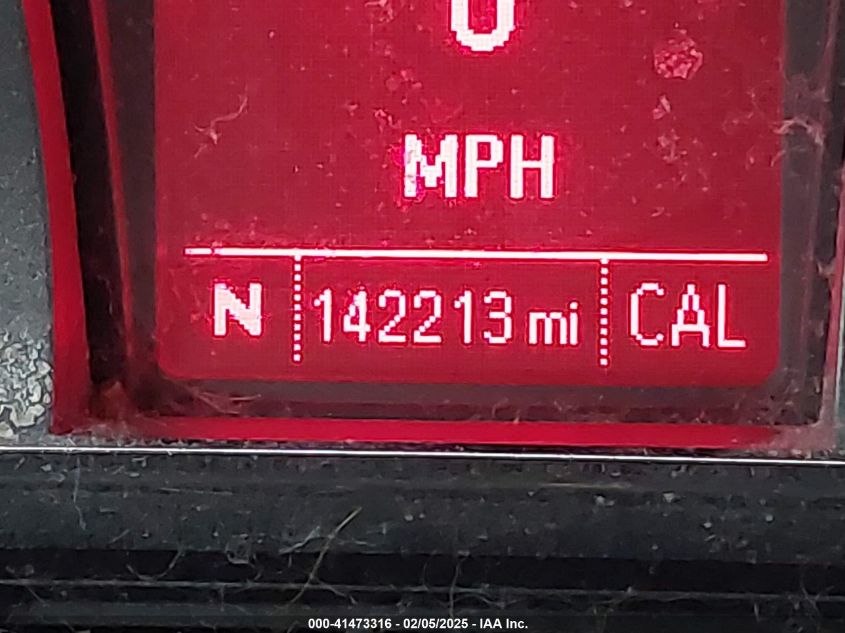 0
MPH
N 142213 mi CAL
000-41473316 - 02/05/2025 - IAA Inc.